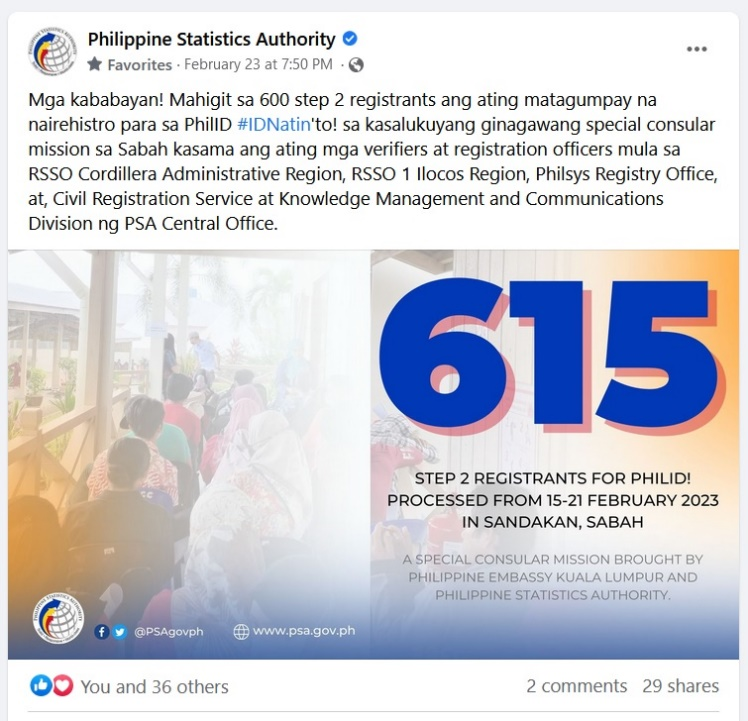 Philippine Statistics Authority
Favorites · February 23 at 7:50 PM ·
Mga kababayan! Mahigit sa 600 step 2 registrants ang ating matagumpay na
nairehistro para sa PhilID #IDNatin'to! sa kasalukuyang ginagawang special consular
mission sa Sabah kasama ang ating mga verifiers at registration officers mula sa
RSSO Cordillera Administrative Region, RSSO 1 Ilocos Region, Philsys Registry Office,
at, Civil Registration Service at Knowledge Management and Communications
Division ng PSA Central Office.
615
STEP 2 REGISTRANTS FOR PHILID!
PROCESSED FROM 15-21 FEBRUARY 2023
IN SANDAKAN, SABAH
A SPECIAL CONSULAR MISSION BROUGHT BY
PHILIPPINE EMBASSY KUALA LUMPUR AND
PHILIPPINE STATISTICS AUTHORITY.
@PSAgovph www.psa.gov.ph
You and 36 others 2 comments 29 shares